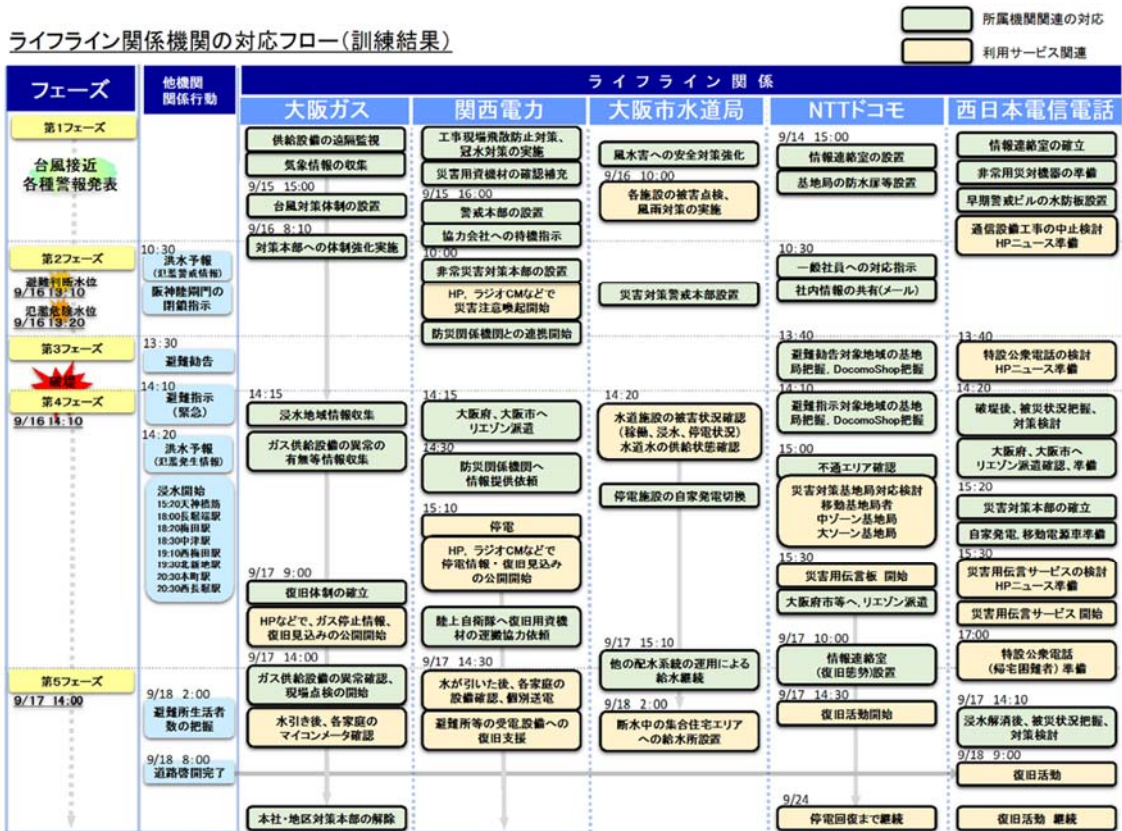 所属機関関連の対応
利用サービス関連
ライフライン関係機関の対応フロー(訓練結果)
フェーズ
他機関
関係行動
ライフライン関係
大阪ガス
関西電力
大阪市水道局
NTTドコモ
西日本電信電話
第1フェーズ
台風接近
各種警報発表
第2フェーズ
避難判断水位
9/16 13:10
氾濫危険水位
9/16 13:20
第3フェーズ
破堤
第4フェーズ
9/16 14:10
第5フェーズ
9/17 14:00
10:30
洪水予報
(氾濫警戒情報)
阪神陸閘門の
閉鎖指示
13:30
避難勧告
14:10
避難指示
(緊急)
14:20
洪水予報
(氾濫発生情報)
浸水開始
15:20天神橋筋
18:00長堀端駅
18:20梅田駅
18:30中津駅
19:10西梅田駅
19:30北新地駅
20:30本町駅
20:30西長堀駅
9/18 2:00
避難所生活者
数の把握
9/18 8:00
道路啓開完了
供給設備の遠隔監視
気象情報の収集
9/15 15:00
台風対策体制の設置
9/16 8:10
対策本部への体制強化実施
14:15
浸水地域情報収集
ガス供給設備の異常の
有無等情報収集
9/17 9:00
復旧体制の確立
HPなどで、ガス停止情報、
復旧見込みの公開開始
9/17 14:00
ガス供給設備の異常確認、
現場点検の開始
水引き後、各家庭の
マイコンメータ確認
本社・地区対策本部の解除
工事現場飛散防止対策、
冠水対策の実施
災害用資機材の確認補充
9/15 16:00
警戒本部の設置
協力会社への待機指示
10:00
非常災害対策本部の設置
HP, ラジオCMなどで
災害注意喚起開始
防災関係機関との連携開始
14:15
大阪府、大阪市へ
リエゾン派遣
14:30
防災関係機関へ
情報提供依頼
15:10
停電
HP, ラジオCMなどで
停電情報・復旧見込み
の公開開始
陸上自衛隊へ復旧用資機
材の運搬協力依頼
9/17 14:30
水が引いた後、各家庭の
設備確認、個別送電
避難所等の受電設備への
復旧支援
風水害への安全対策強化
9/16 10:00
各施設の被害点検、
風雨対策の実施
災害対策警戒本部設置
14:20
水道施設の被害状況確認
(稼働、浸水、停電状況)
水道水の供給状態確認
停電施設の自家発電切換
9/17 15:10
他の配水系統の運用による
給水継続
9/18 2:00
断水中の集合住宅エリア
への給水所設置
9/14 15:00
情報連絡室の設置
基地局の防水扉等設置
10:30
一般社員への対応指示
社内情報の共有(メール)
13:40
避難勧告対象地域の基地
局把握, DocomoShop把握
14:10
避難指示対象地域の基地
局把握, DocomoShop把握
15:00
不通エリア確認
災害対策基地局対応検討
移動基地局者
中ゾーン基地局
大ゾーン基地局
15:30
災害用伝言板 開始
大阪府市等へ, リエゾン派遣
9/17 10:00
情報連絡室
(復旧態勢)設置
9/17 14:30
復旧活動開始
9/24
停電回復まで継続
情報連絡室の確立
非常用災対機器の準備
早期警戒ビルの水防板設置
通信設備工事の中止検討
HPニュース準備
13:40
特設公衆電話の検討
HPニュース準備
14:20
破堤後、被災状況把握、
対策検討
大阪府、大阪市へ
リエゾン派遣確認、準備
15:20
災害対策本部の確立
自家発電, 移動電源車準備
15:30
災害用伝言サービスの検討
HPニュース準備
災害用伝言サービス 開始
17:00
特設公衆電話
(帰宅困難者) 準備
9/17 14:10
浸水解消後、被災状況把握、
対策検討
9/18 9:00
復旧活動
復旧活動 継続